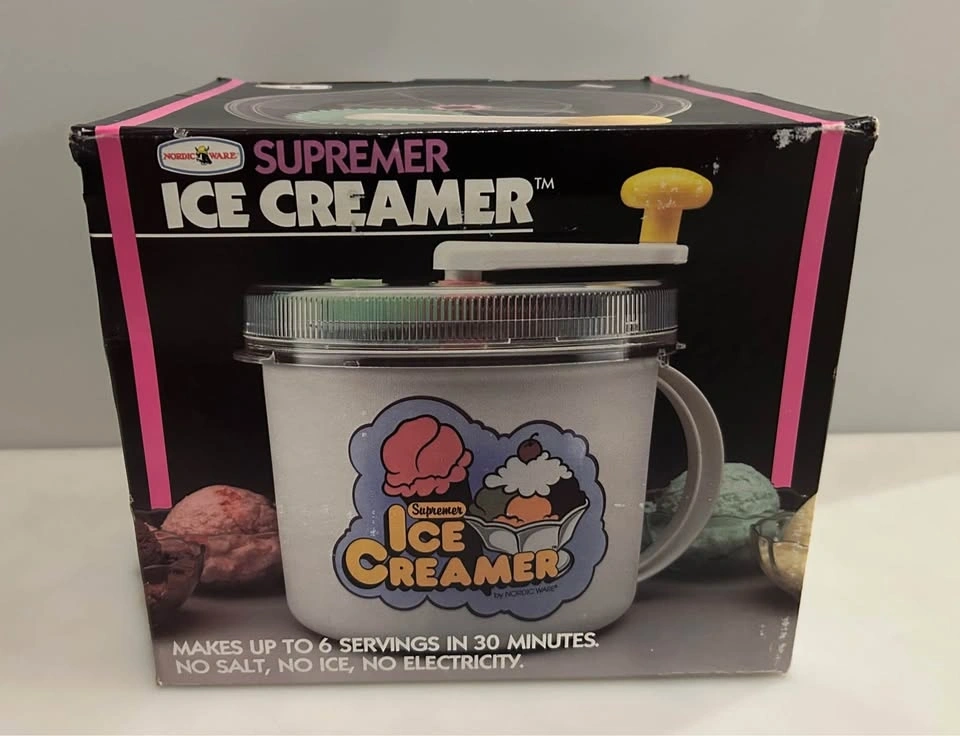 NORDIC WARE
SUPREMER
ICE CREAMER™
Supremer
ICE
CREAMER
by NORDIC WARE®
MAKES UP TO 6 SERVINGS IN 30 MINUTES.
NO SALT, NO ICE, NO ELECTRICITY.